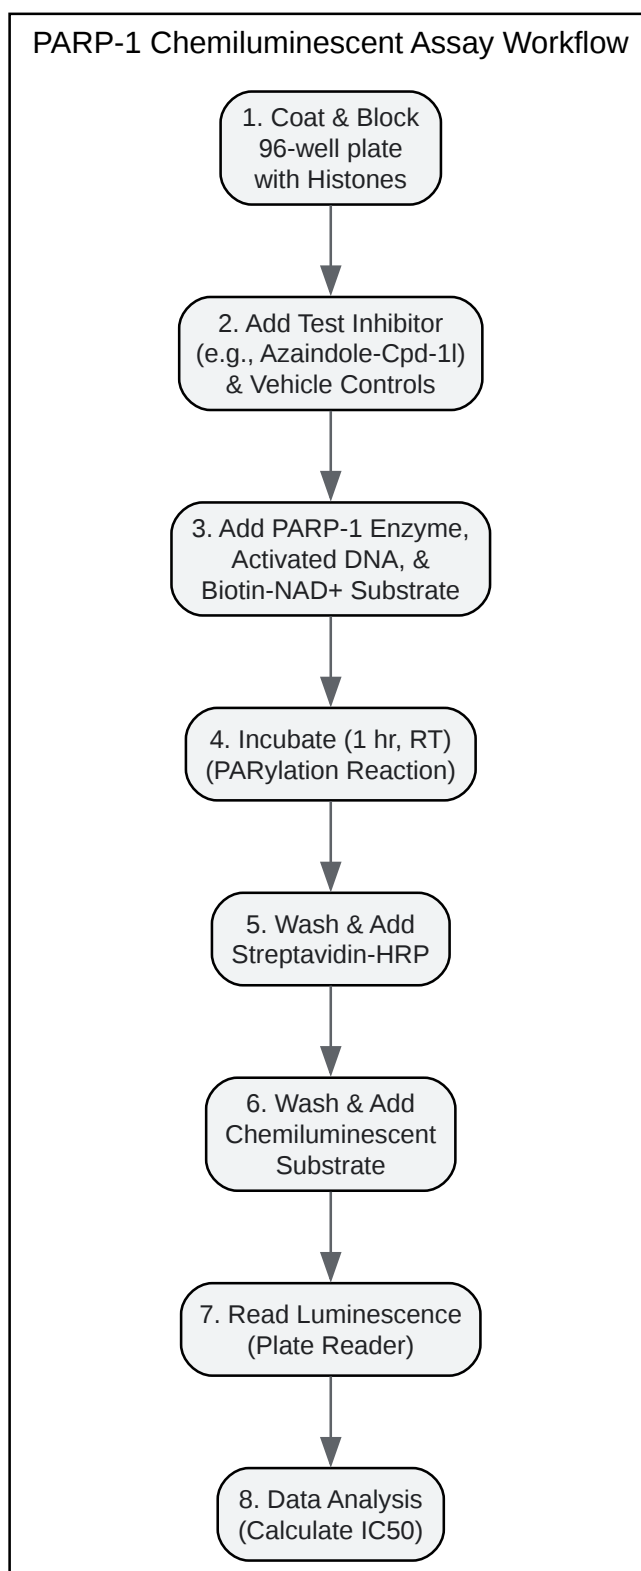 PARP-1 Chemiluminescent Assay Workflow
1. Coat & Block
96-well plate
with Histones
2. Add Test Inhibitor
(e.g., Azaindole-Cpd-1l)
& Vehicle Controls
3. Add PARP-1 Enzyme,
Activated DNA, &
Biotin-NAD+ Substrate
4. Incubate (1 hr, RT)
(PARylation Reaction)
5. Wash & Add
Streptavidin-HRP
6. Wash & Add
Chemiluminescent
Substrate
7. Read Luminescence
(Plate Reader)
8. Data Analysis
(Calculate IC50)